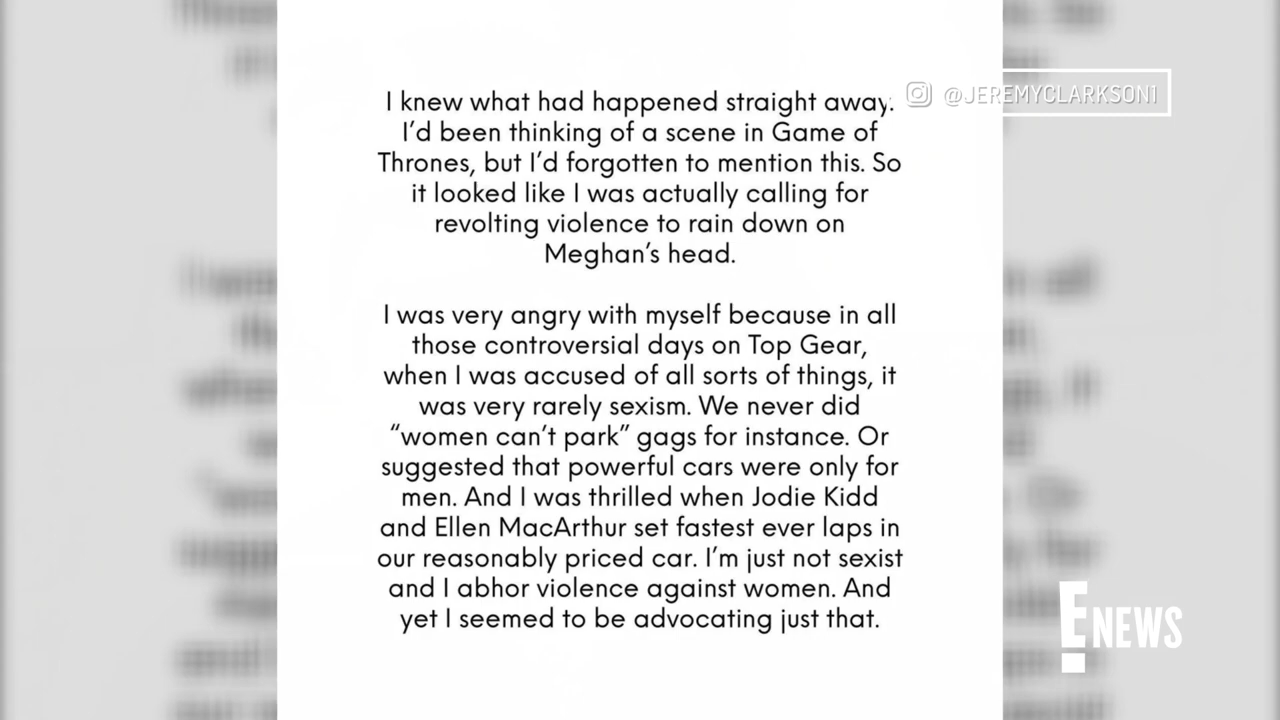 I knew what had happened straight away.
I'd been thinking of a scene in Game of
Thrones, but I'd forgotten to mention this. So
it looked like I was actually calling for
revolting violence to rain down on
Meghan's head.
I was very angry with myself because in all
those controversial days on Top Gear,
when I was accused of all sorts of things, it
was very rarely sexism. We never did
“women can't park” gags for instance. Or
suggested that powerful cars were only for
men. And I was thrilled when Jodie Kidd
and Ellen MacArthur set fastest ever laps in
our reasonably priced car. I'm just not sexist
and I abhor violence against women. And
yet I seemed to be advocating just that.
@JEREMYCLARKSON1
E! NEWS